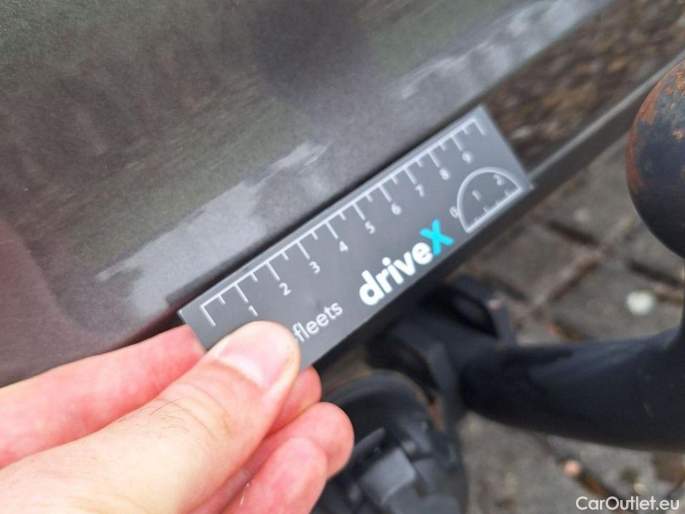 1 2 3 4 5 6 7 8 9
0 1 2
driveX
fleets
CarOutlet.eu